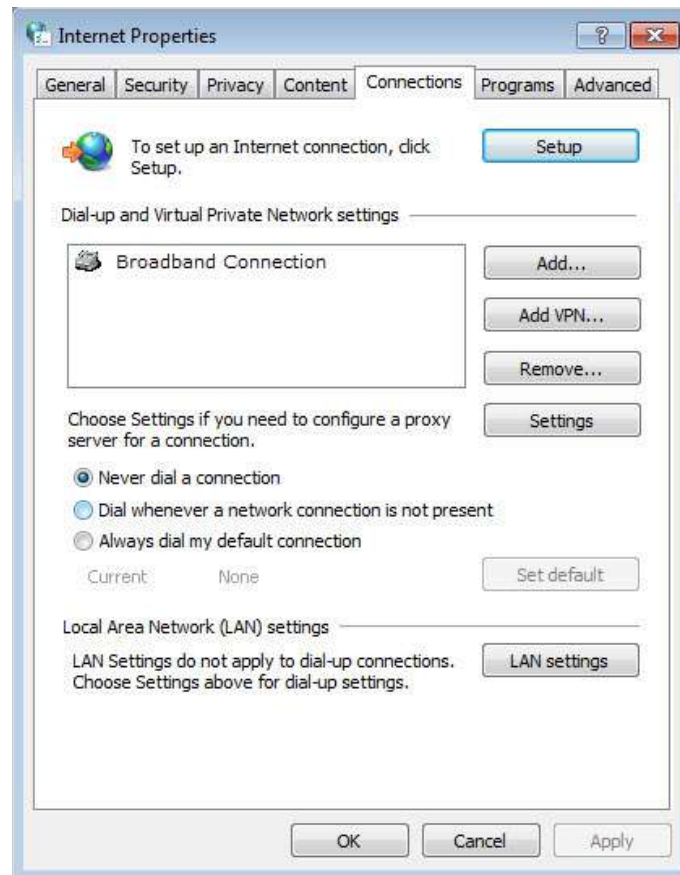 Internet Properties
General Security Privacy Content Connections Programs Advanced
To set up an Internet connection, click
Setup.
Setup
Dial-up and Virtual Private Network settings
Broadband Connection
Add...
Add VPN...
Remove...
Choose Settings if you need to configure a proxy
server for a connection.
Settings
Never dial a connection
Dial whenever a network connection is not present
Always dial my default connection
Current None
Set default
Local Area Network (LAN) settings
LAN Settings do not apply to dial-up connections.
Choose Settings above for dial-up settings.
LAN settings
OK Cancel Apply